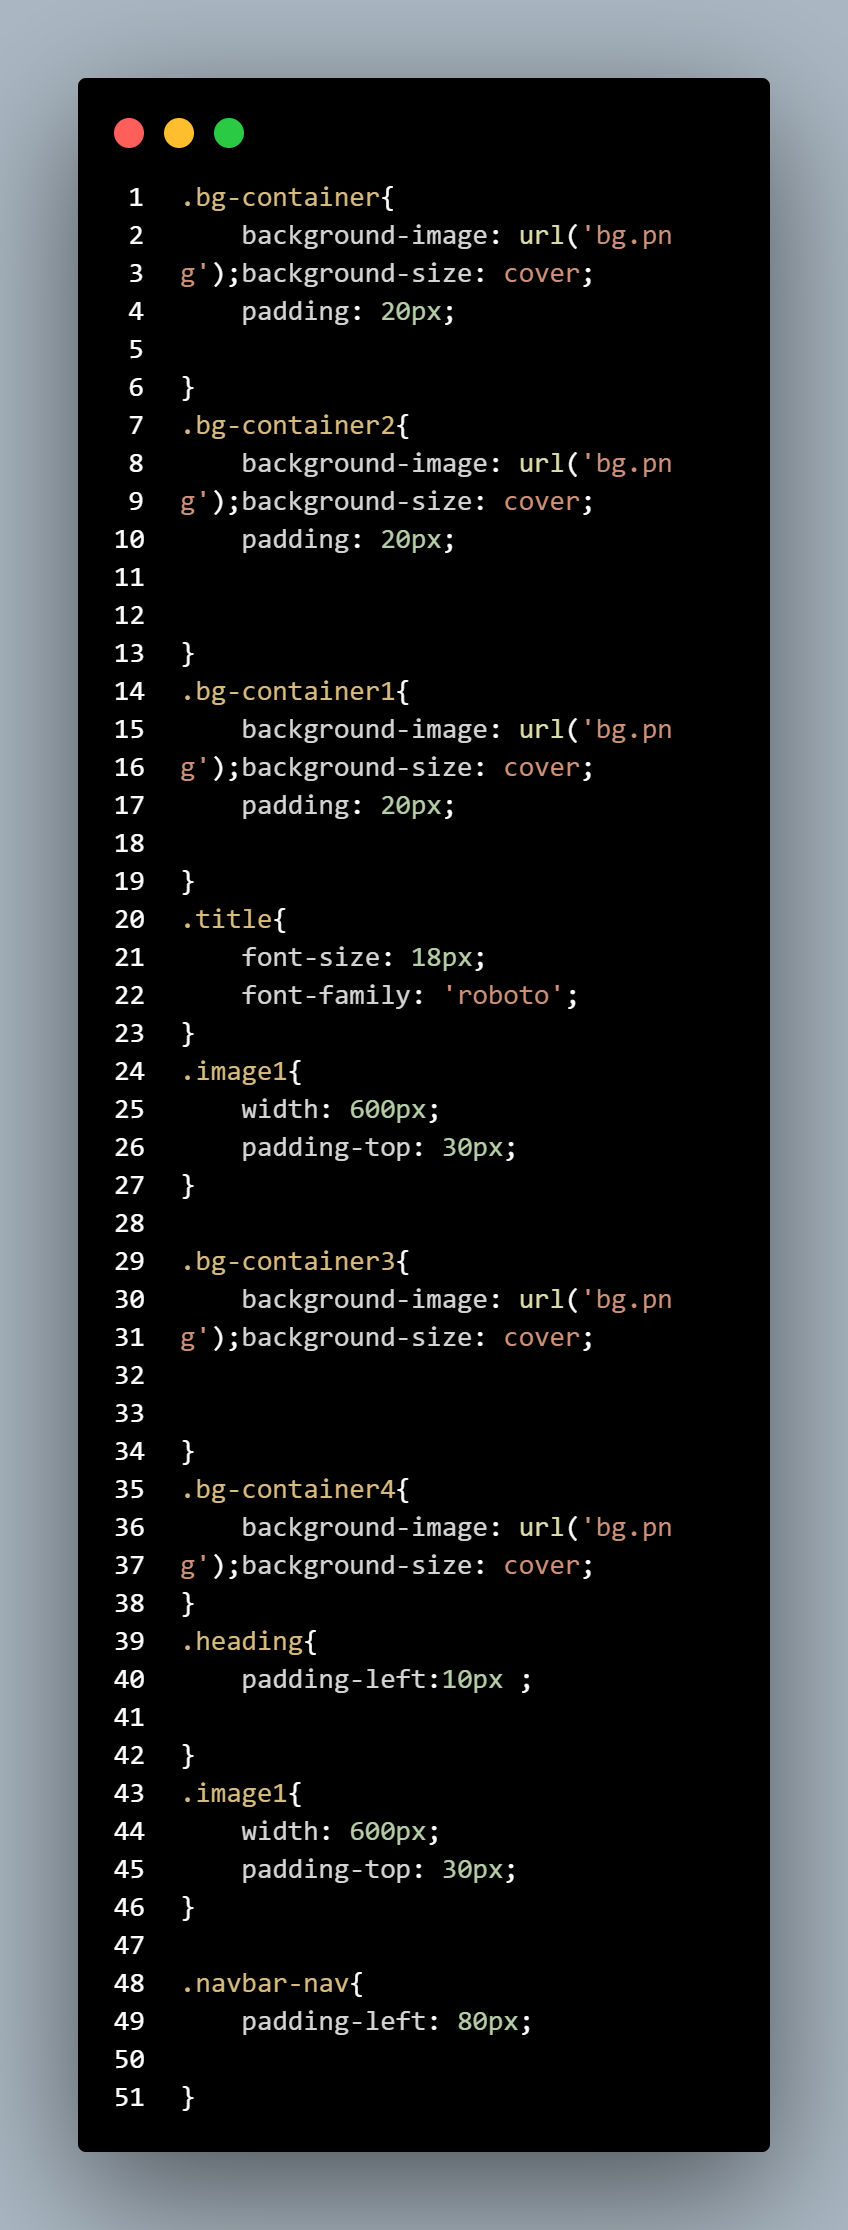 1 .bg-container{
2     background-image: url('bg.pn
3 g');background-size: cover;
4     padding: 20px;
5
6 }
7 .bg-container2{
8     background-image: url('bg.pn
9 g');background-size: cover;
10     padding: 20px;
11
12
13 }
14 .bg-container1{
15     background-image: url('bg.pn
16 g');background-size: cover;
17     padding: 20px;
18
19 }
20 .title{
21     font-size: 18px;
22     font-family: 'roboto';
23 }
24 .image1{
25     width: 600px;
26     padding-top: 30px;
27 }
28
29 .bg-container3{
30     background-image: url('bg.pn
31 g');background-size: cover;
32
33
34 }
35 .bg-container4{
36     background-image: url('bg.pn
37 g');background-size: cover;
38 }
39 .heading{
40     padding-left:10px ;
41
42 }
43 .image1{
44     width: 600px;
45     padding-top: 30px;
46 }
47
48 .navbar-nav{
49     padding-left: 80px;
50
51 }